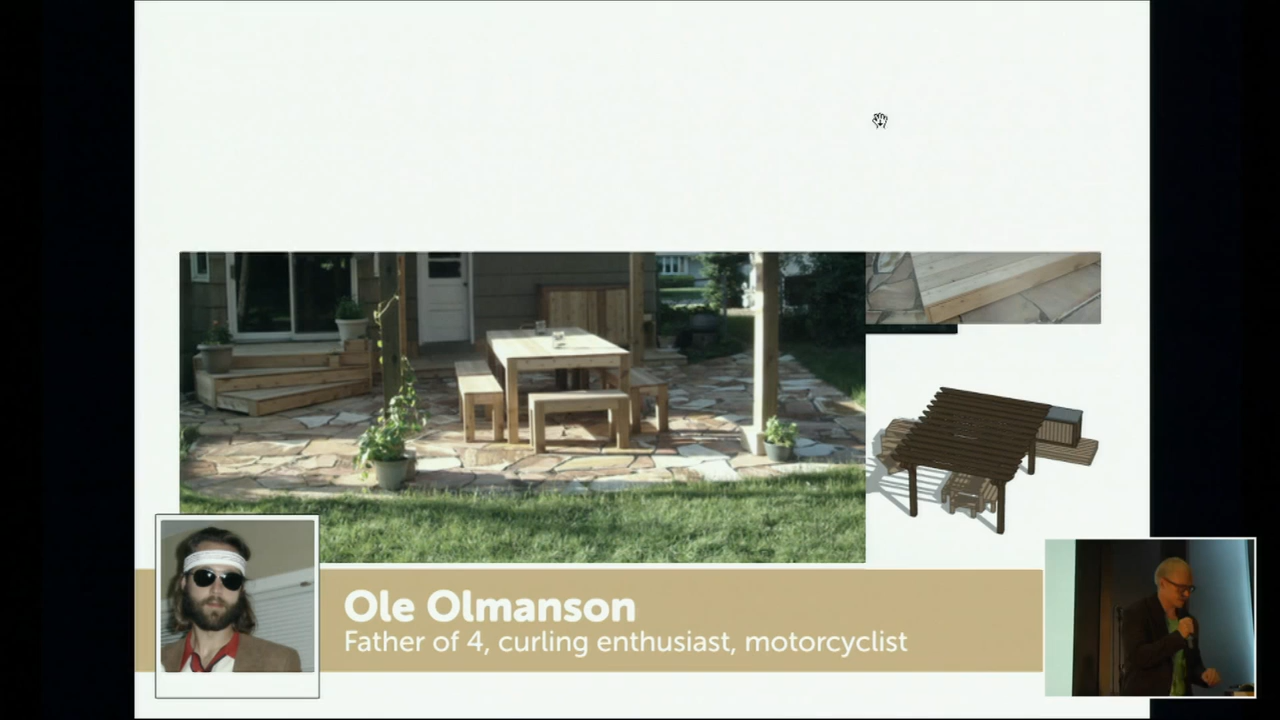 Ole Olmanson
Father of 4, curling enthusiast, motorcyclist